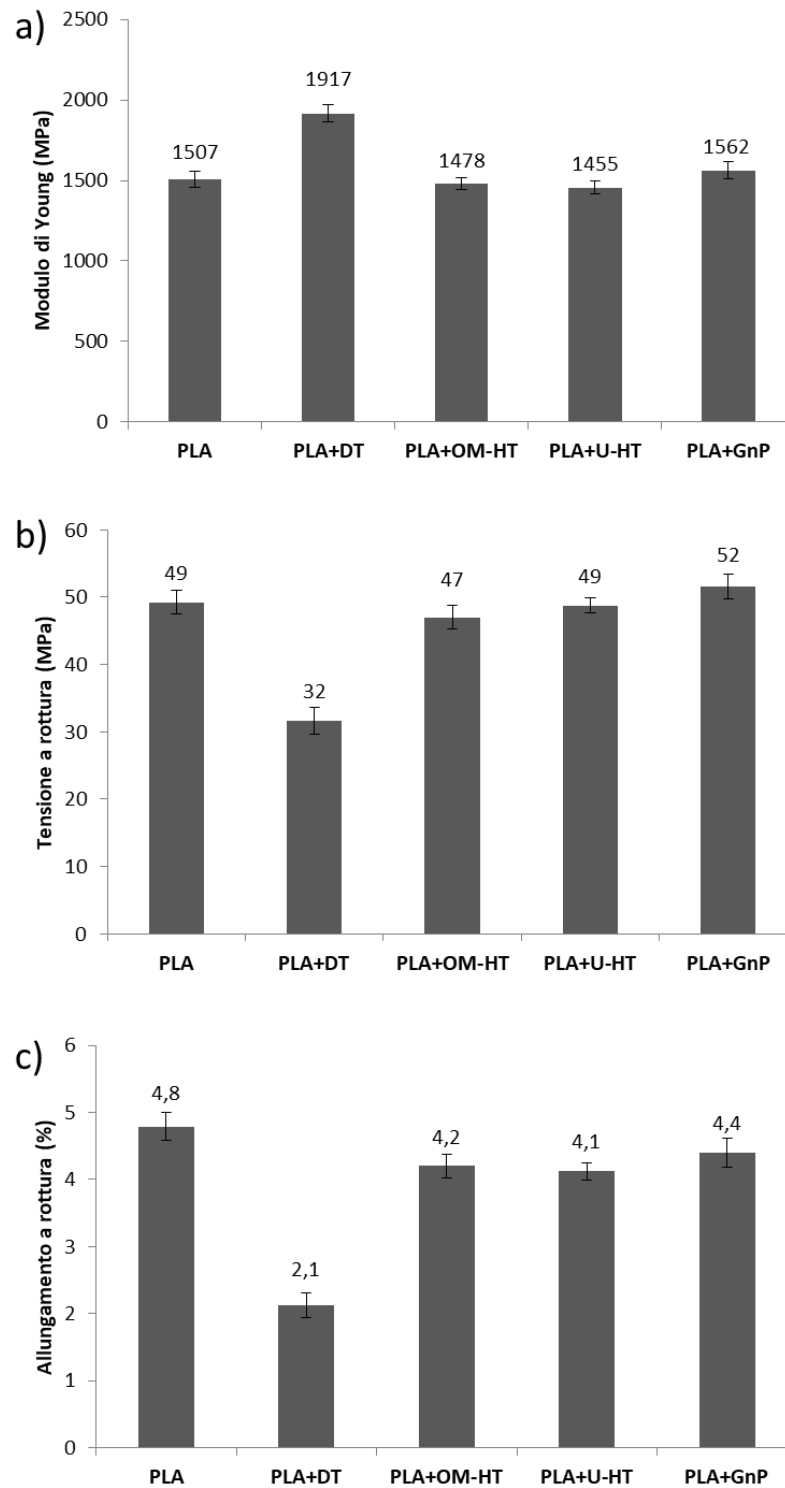 a)
Modulo di Young (MPa)
2500
2000
1500
1000
500
0
1507
1917
1478
1455
1562
PLA
PLA+DT
PLA+OM-HT
PLA+U-HT
PLA+GnP
b)
Tensione a rottura (MPa)
60
50
40
30
20
10
0
49
32
47
49
52
PLA
PLA+DT
PLA+OM-HT
PLA+U-HT
PLA+GnP
c)
Allungamento a rottura (%)
6
5
4
3
2
1
0
4,8
2,1
4,2
4,1
4,4
PLA
PLA+DT
PLA+OM-HT
PLA+U-HT
PLA+GnP